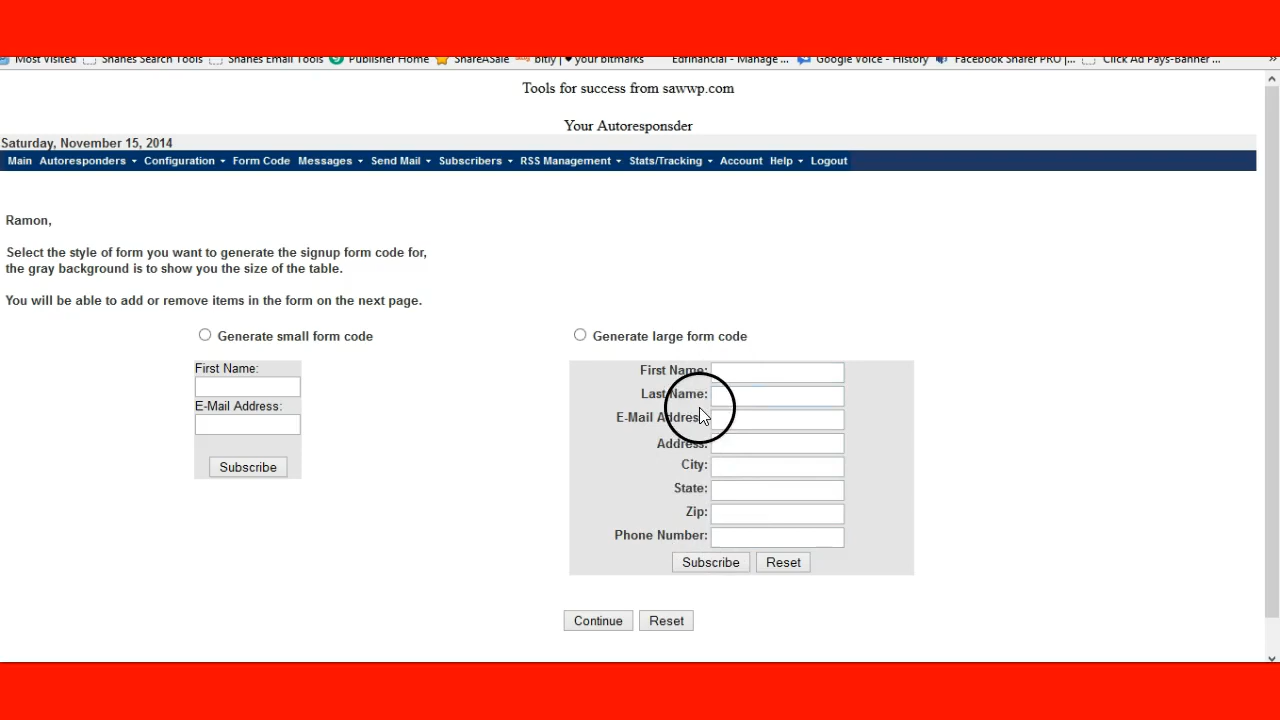 Most Visited Shanes Search Tools Shanes Email Tools Publisher Home ShareASale bitly | ♥ your bitmarks Edfinancial - Manage ... Google Voice - History Facebook Sharer PRO |... Click Ad Pays-Banner ...
Tools for success from sawwp.com
Your Autoresponsder
Saturday, November 15, 2014
Main Autoresponders Configuration Form Code Messages Send Mail Subscribers RSS Management Stats/Tracking Account Help Logout
Ramon,
Select the style of form you want to generate the signup form code for,
the gray background is to show you the size of the table.
You will be able to add or remove items in the form on the next page.
Generate small form code
First Name:
E-Mail Address:
Subscribe
Generate large form code
First Name:
Last Name:
E-Mail Address
Address:
City:
State:
Zip:
Phone Number:
Subscribe Reset
Continue Reset